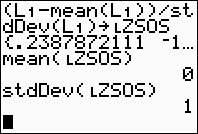 (L₁-mean(L₁))/st
dDev(L₁)→ʟZSOS
{.2387872111 -1…
mean(ʟZSOS)
0
stdDev(ʟZSOS)
1